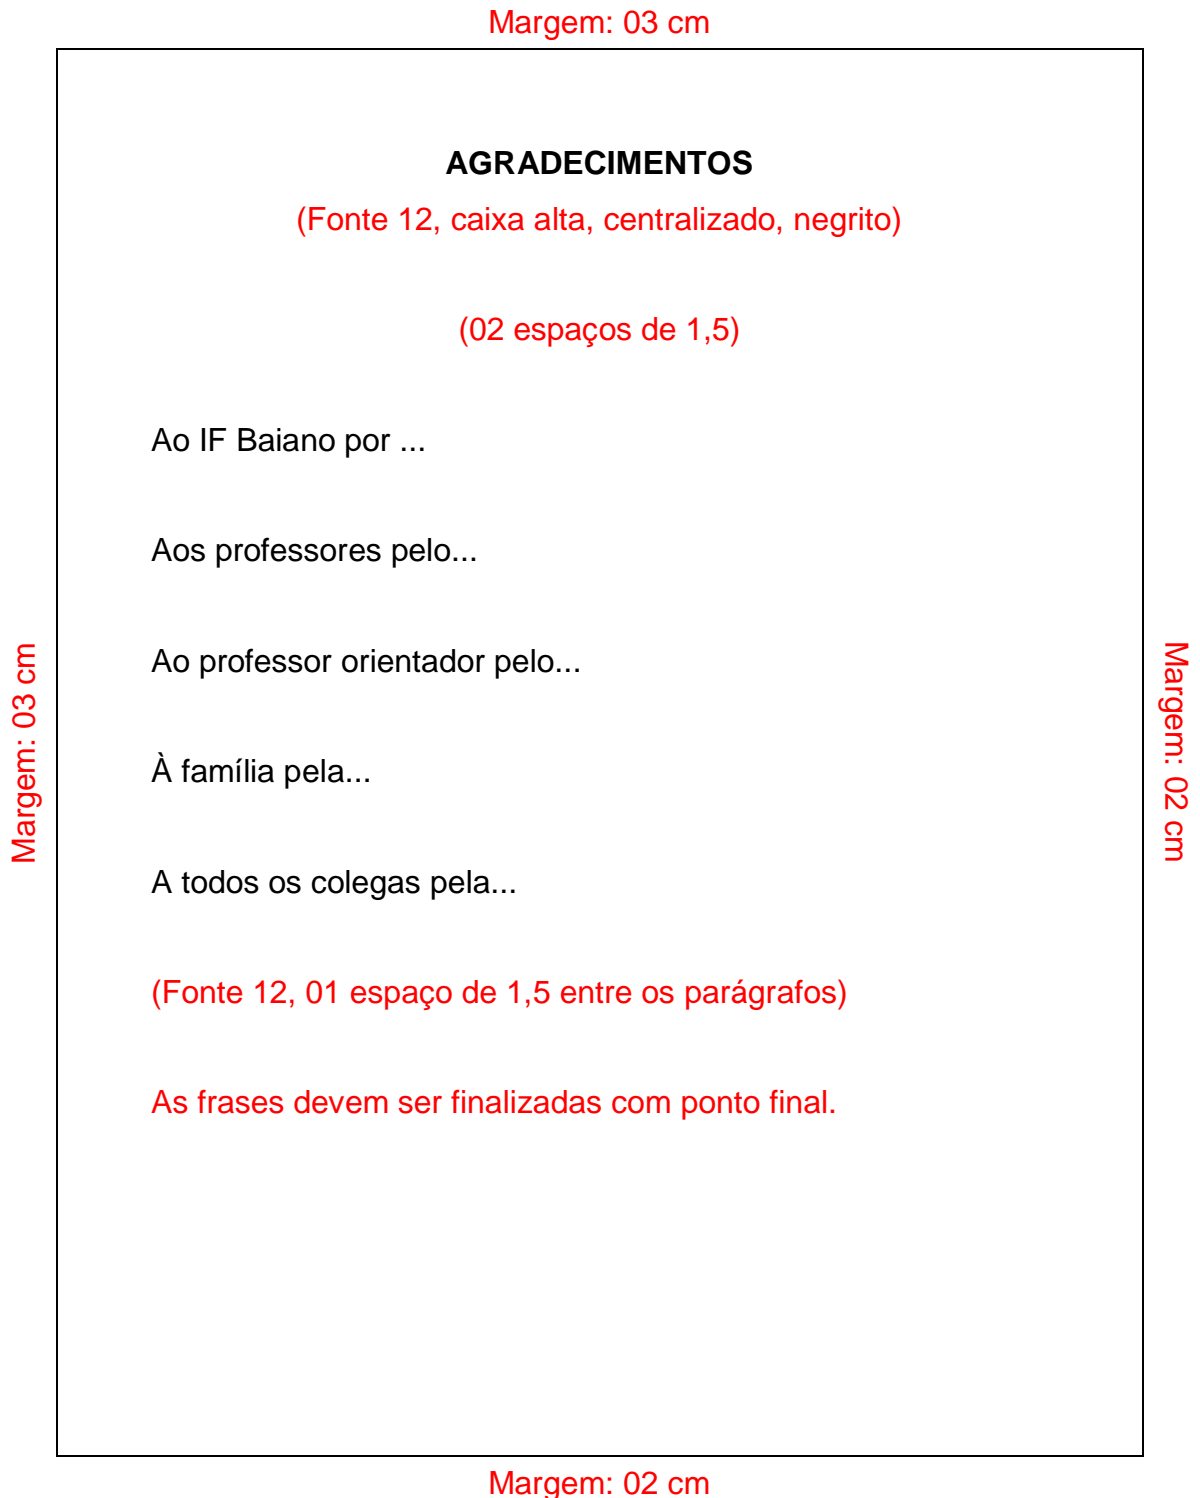 Margem: 03 cm
AGRADECIMENTOS
(Fonte 12, caixa alta, centralizado, negrito)
(02 espaços de 1,5)
Ao IF Baiano por ...
Aos professores pelo...
Ao professor orientador pelo...
À família pela...
A todos os colegas pela...
(Fonte 12, 01 espaço de 1,5 entre os parágrafos)
As frases devem ser finalizadas com ponto final.
Margem: 03 cm
Margem: 02 cm
Margem: 02 cm